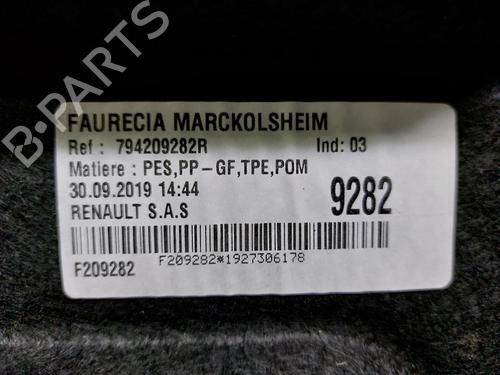 B-PARTS
FAURECIA MARCKOLSHEIM
Ref : 794209282R Ind: 03
Matiere : PES,PP-GF,TPE,POM
30.09.2019 14:44
RENAULT S.A.S 9282
F209282*1927306178
F209282